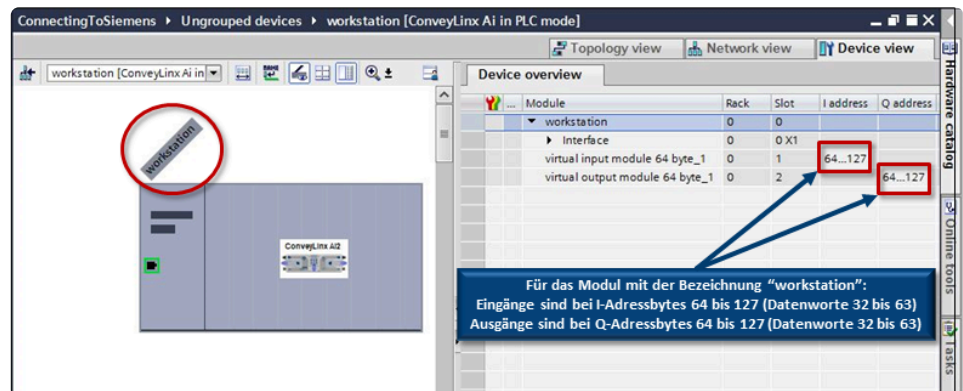 ConnectingToSiemens ▸ Ungrouped devices ▸ workstation [ConveyLinx Ai in PLC mode]
Topology view Network view Device view
workstation [ConveyLinx Ai in
Device overview
... Module Rack Slot I address Q address
workstation 0 0
Interface 0 0 X1
virtual input module 64 byte_1 0 1 64...127
virtual output module 64 byte_1 0 2 64...127
workstation
ConveyLinx AI2
Für das Modul mit der Bezeichnung “workstation”:
Eingänge sind bei I-Adressbytes 64 bis 127 (Datenworte 32 bis 63)
Ausgänge sind bei Q-Adressbytes 64 bis 127 (Datenworte 32 bis 63)
Hardware catalog
Online tools
Tasks